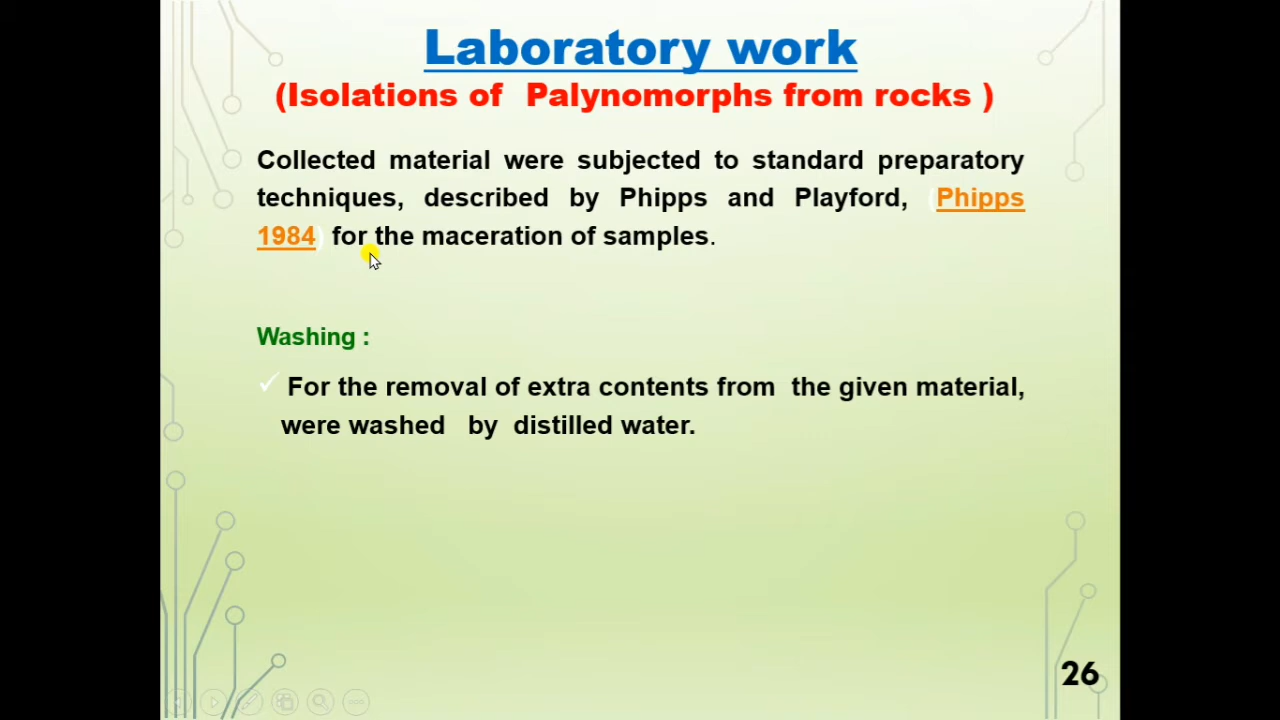 Laboratory work
(Isolations of Palynomorphs from rocks )
Collected material were subjected to standard preparatory
techniques, described by Phipps and Playford, (Phipps
1984) for the maceration of samples.
Washing :
✓ For the removal of extra contents from the given material,
were washed by distilled water.
26